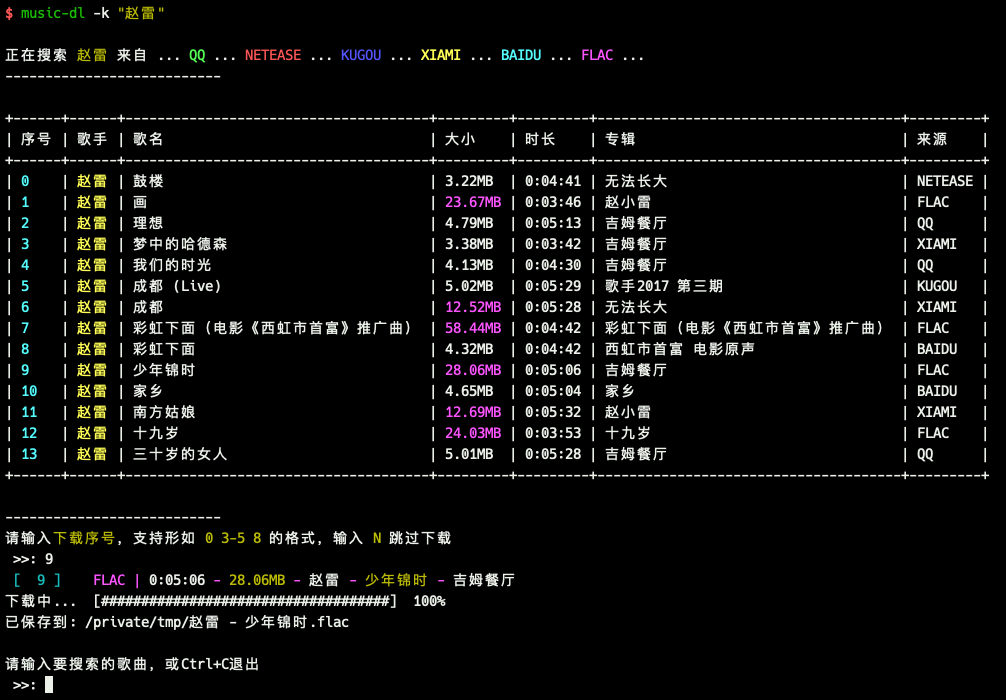 $ music-dl -k "赵雷"
正在搜索 赵雷 来自 ... QQ ... NETEASE ... KUGOU ... XIAMI ... BAIDU ... FLAC ...
---------------------------
+------+------+---------------------------------------+---------+---------+--------------------------------------+---------+
| 序号 | 歌手 | 歌名 | 大小 | 时长 | 专辑 | 来源 |
+------+------+---------------------------------------+---------+---------+--------------------------------------+---------+
| 0 | 赵雷 | 鼓楼 | 3.22MB | 0:04:41 | 无法长大 | NETEASE |
| 1 | 赵雷 | 画 | 23.67MB | 0:03:46 | 赵小雷 | FLAC |
| 2 | 赵雷 | 理想 | 4.79MB | 0:05:13 | 吉姆餐厅 | QQ |
| 3 | 赵雷 | 梦中的哈德森 | 3.38MB | 0:03:42 | 吉姆餐厅 | XIAMI |
| 4 | 赵雷 | 我们的时光 | 4.13MB | 0:04:30 | 吉姆餐厅 | QQ |
| 5 | 赵雷 | 成都 (Live) | 5.02MB | 0:05:29 | 歌手2017 第三期 | KUGOU |
| 6 | 赵雷 | 成都 | 12.52MB | 0:05:28 | 无法长大 | XIAMI |
| 7 | 赵雷 | 彩虹下面（电影《西虹市首富》推广曲） | 58.44MB | 0:04:42 | 彩虹下面（电影《西虹市首富》推广曲） | FLAC |
| 8 | 赵雷 | 彩虹下面 | 4.32MB | 0:04:42 | 西虹市首富 电影原声 | BAIDU |
| 9 | 赵雷 | 少年锦时 | 28.06MB | 0:05:06 | 吉姆餐厅 | FLAC |
| 10 | 赵雷 | 家乡 | 4.65MB | 0:05:04 | 家乡 | BAIDU |
| 11 | 赵雷 | 南方姑娘 | 12.69MB | 0:05:32 | 赵小雷 | XIAMI |
| 12 | 赵雷 | 十九岁 | 24.03MB | 0:03:53 | 十九岁 | FLAC |
| 13 | 赵雷 | 三十岁的女人 | 5.01MB | 0:05:28 | 吉姆餐厅 | QQ |
+------+------+---------------------------------------+---------+---------+--------------------------------------+---------+
---------------------------
请输入下载序号，支持形如 0 3-5 8 的格式，输入 N 跳过下载
>>: 9
[ 9 ] FLAC | 0:05:06 - 28.06MB - 赵雷 - 少年锦时 - 吉姆餐厅
下载中... [####################################] 100%
已保存到：/private/tmp/赵雷 - 少年锦时.flac
请输入要搜索的歌曲，或Ctrl+C退出
>>: